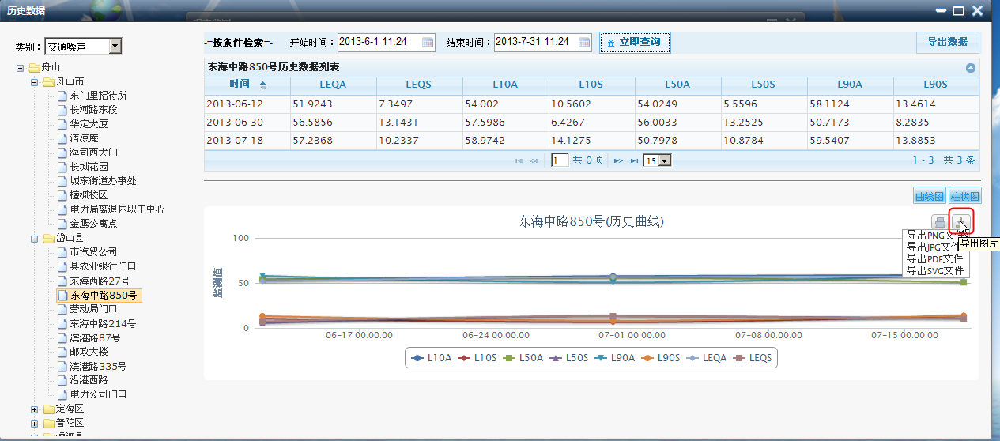 历史数据
类别：交通噪声
舟山
舟山市
东门里招待所
长河路东段
华定大厦
清凉庵
海司西大门
长城花园
城东街道办事处
檀枫校区
电力局离退休职工中心
金鹰公寓点
岱山县
市汽贸公司
县农业银行门口
东海西路27号
东海中路850号
劳动局门口
东海中路214号
滨港路87号
邮政大楼
滨港路335号
沿港西路
电力公司门口
定海区
普陀区
嵊泗县
-=按条件检索=- 开始时间：2013-6-1 11:24 结束时间：2013-7-31 11:24 立即查询 导出数据
东海中路850号历史数据列表
时间 LEQA LEQS L10A L10S L50A L50S L90A L90S
2013-06-12 51.9243 7.3497 54.002 10.5602 54.0249 5.5596 58.1124 13.4614
2013-06-30 56.5856 13.1431 57.5986 6.4267 56.0033 13.2525 50.7173 8.2835
2013-07-18 57.2368 10.2337 58.9742 14.1275 50.7978 10.8784 59.5407 13.8853
1 共 0 页 15 1 - 3 共 3 条
曲线图 柱状图
东海中路850号(历史曲线)
导出PNG文件
导出JPG文件
导出PDF文件
导出SVG文件
导出图片
监测值
100
50
0
06-17 00:00:00 06-24 00:00:00 07-01 00:00:00 07-08 00:00:00 07-15 00:00:00
L10A L10S L50A L50S L90A L90S LEQA LEQS